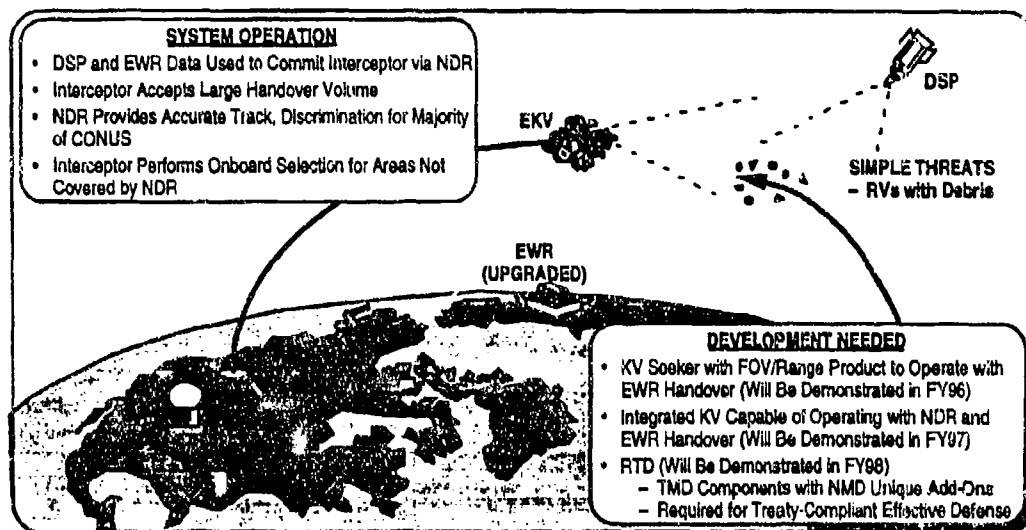 SYSTEM OPERATION
• DSP and EWR Data Used to Commit Interceptor via NDR
• Interceptor Accepts Large Handover Volume
• NDR Provides Accurate Track, Discrimination for Majority
of CONUS
• Interceptor Performs Onboard Selection for Areas Not
Covered by NDR
EKV
DSP
SIMPLE THREATS
– RVs with Debris
EWR
(UPGRADED)
DEVELOPMENT NEEDED
• KV Seeker with FOV/Range Product to Operate with
EWR Handover (Will Be Demonstrated in FY96)
• Integrated KV Capable of Operating with NDR and
EWR Handover (Will Be Demonstrated in FY97)
• RTD (Will Be Demonstrated in FY98)
– TMD Components with NMD Unique Add-Ons
– Required for Treaty-Compliant Effective Defense